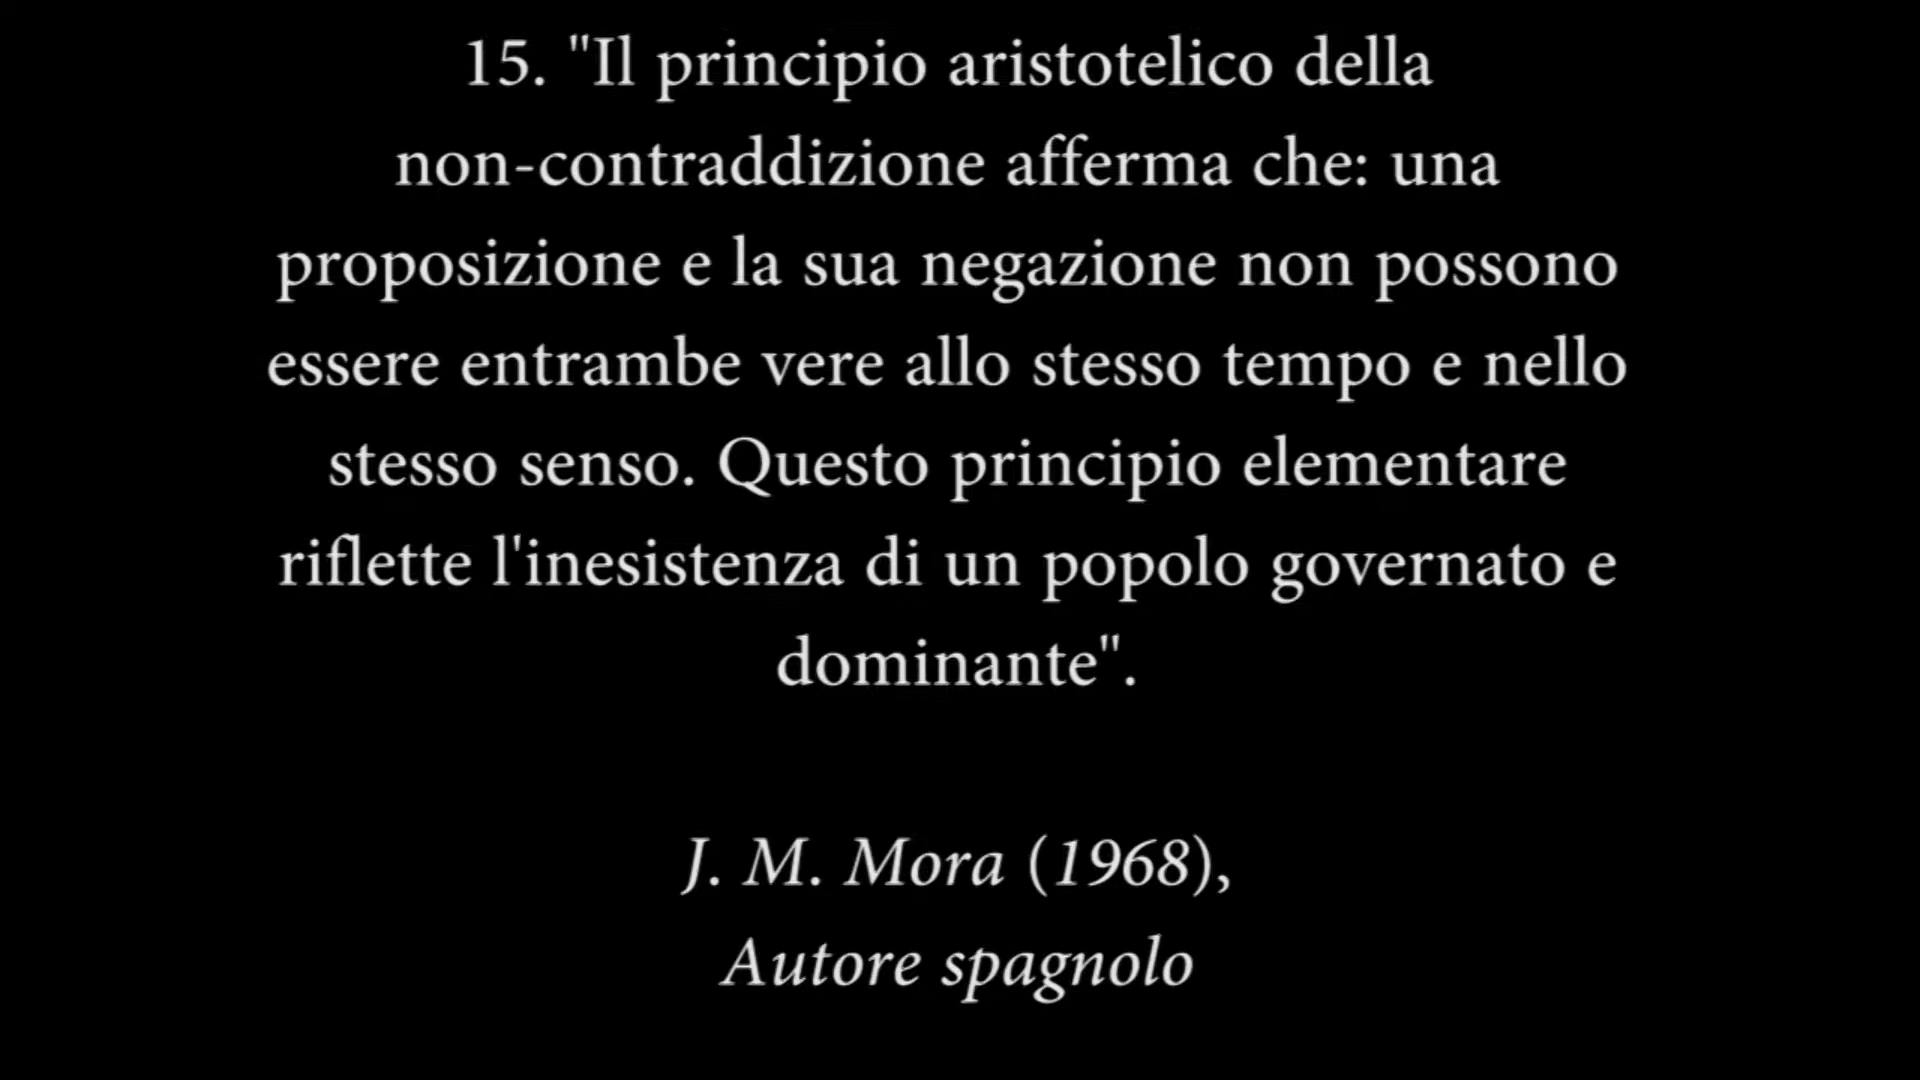 15. "Il principio aristotelico della
non-contraddizione afferma che: una
proposizione e la sua negazione non possono
essere entrambe vere allo stesso tempo e nello
stesso senso. Questo principio elementare
riflette l'inesistenza di un popolo governato e
dominante".
J. M. Mora (1968),
Autore spagnolo